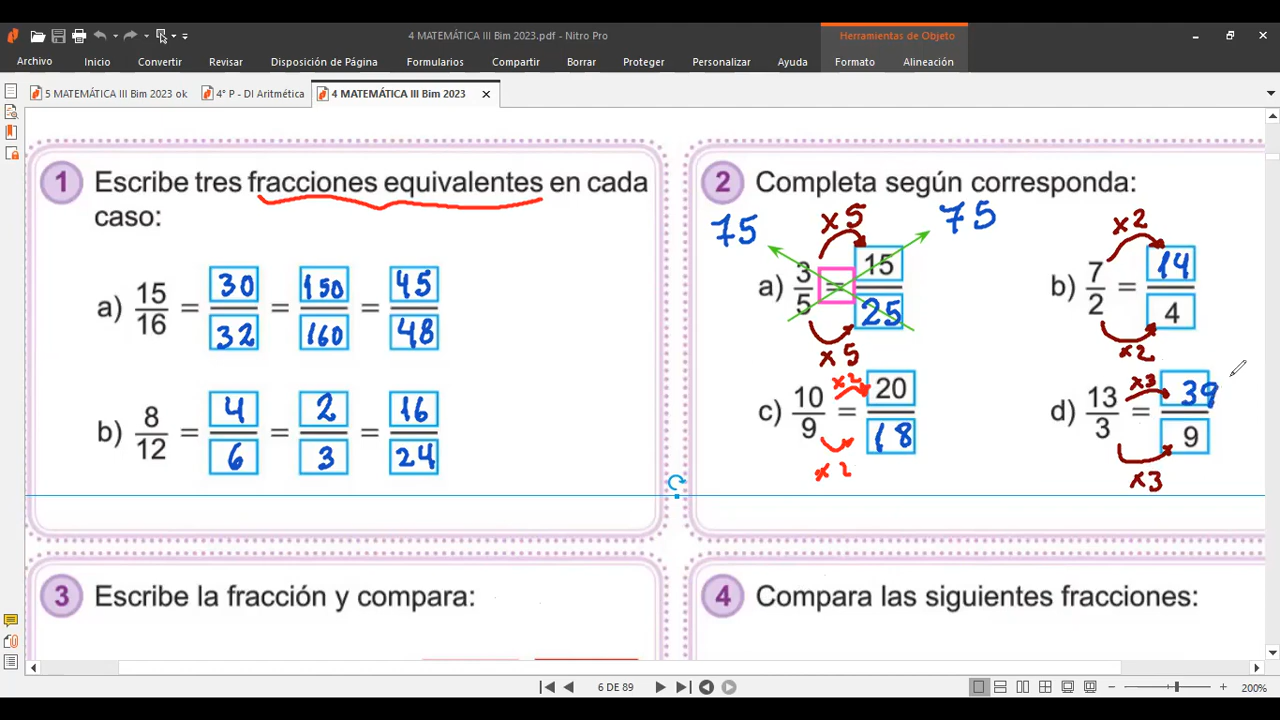 4 MATEMÁTICA III Bim 2023.pdf - Nitro Pro
Herramientas de Objeto
Archivo Inicio Convertir Revisar Disposición de Página Formularios Compartir Borrar Proteger Personalizar Ayuda Formato Alineación
5 MATEMÁTICA III Bim 2023 ok 4° P - DI Aritmética 4 MATEMÁTICA III Bim 2023
1 Escribe tres fracciones equivalentes en cada
caso:
a) 15/16 = 30/32 = 150/160 = 45/48
b) 8/12 = 4/6 = 2/3 = 16/24
2 Completa según corresponda:
75 x5 75
a) 3/5 = 15/25
x5
x2
b) 7/2 = 14/4
x2
x2
c) 10/9 = 20/18
x2
x3
d) 13/3 = 39/9
x3
3 Escribe la fracción y compara:
4 Compara las siguientes fracciones:
6 DE 89
200%